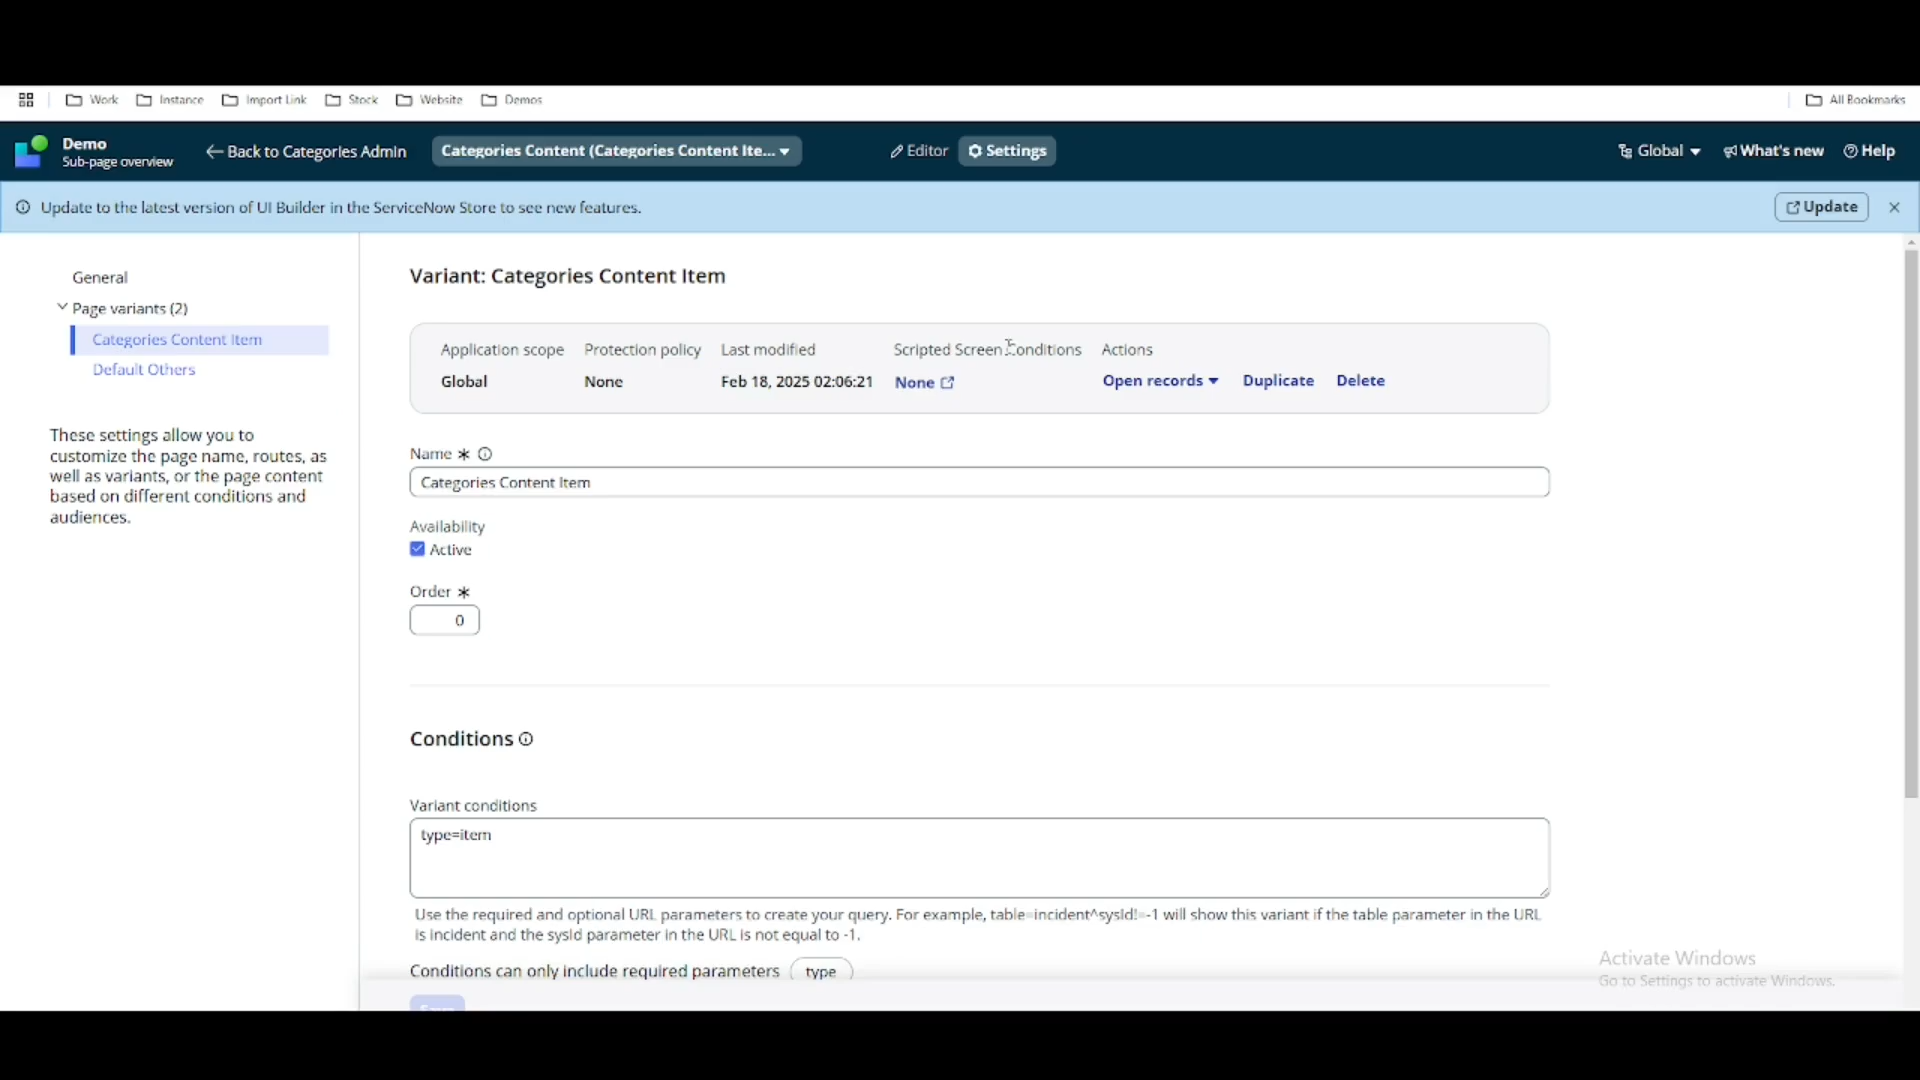 Work Instance Import Link Stock Website Demos All Bookmarks
Demo
Sub-page overview
Back to Categories Admin
Categories Content (Categories Content Ite...
Editor
Settings
Global
What's new
Help
Update to the latest version of UI Builder in the ServiceNow Store to see new features.
Update
General
Page variants (2)
Categories Content Item
Default Others
These settings allow you to
customize the page name, routes, as
well as variants, or the page content
based on different conditions and
audiences.
Variant: Categories Content Item
Application scope Protection policy Last modified Scripted Screen Conditions Actions
Global None Feb 18, 2025 02:06:21 None Open records Duplicate Delete
Name *
Categories Content Item
Availability
Active
Order *
0
Conditions
Variant conditions
type=item
Use the required and optional URL parameters to create your query. For example, table=incident^sysId!=-1 will show this variant if the table parameter in the URL
is incident and the sysId parameter in the URL is not equal to -1.
Conditions can only include required parameters type
Activate Windows
Go to Settings to activate Windows.